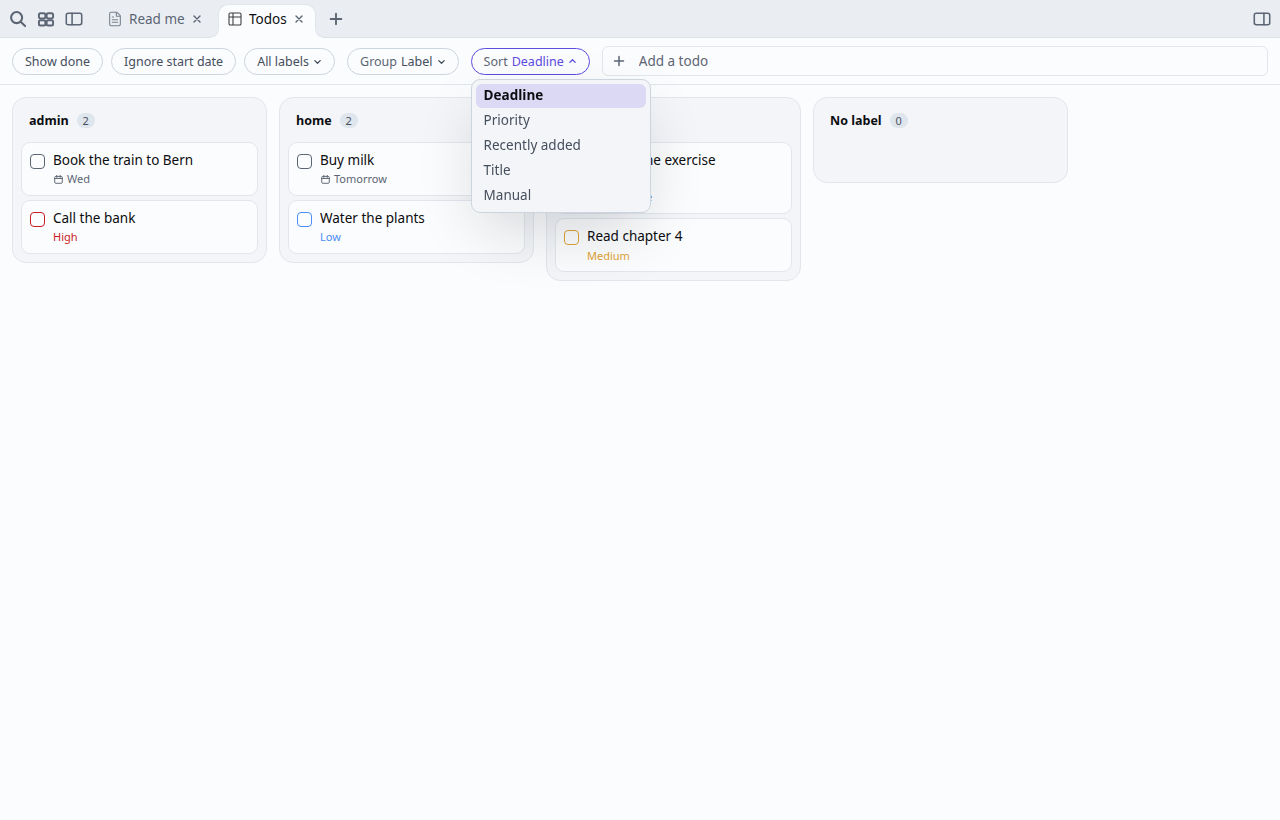 Read me
Todos
Show done
Ignore start date
All labels
Group Label
Sort Deadline
Add a todo
Deadline
Priority
Recently added
Title
Manual
admin 2
Book the train to Bern
Wed
Call the bank
High
home 2
Buy milk
Tomorrow
Water the plants
Low
exercise
Read chapter 4
Medium
No label 0